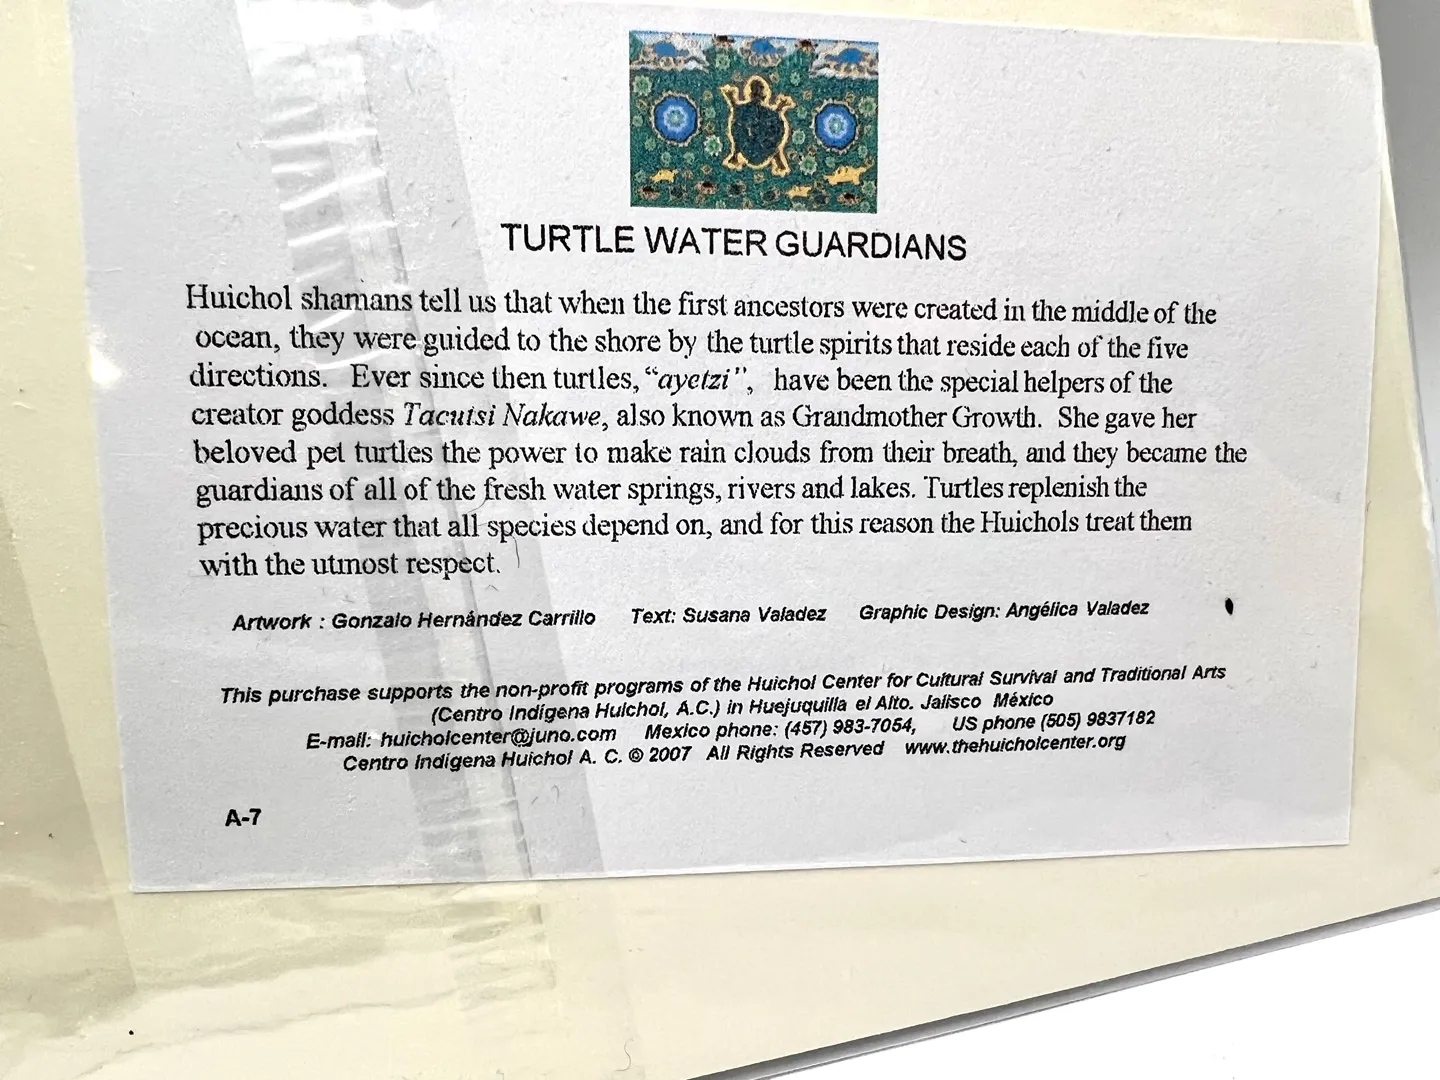 TURTLE WATER GUARDIANS
Huichol shamans tell us that when the first ancestors were created in the middle of the
ocean, they were guided to the shore by the turtle spirits that reside each of the five
directions. Ever since then turtles, “ayetzi”, have been the special helpers of the
creator goddess Tacutsi Nakawe, also known as Grandmother Growth. She gave her
beloved pet turtles the power to make rain clouds from their breath, and they became the
guardians of all of the fresh water springs, rivers and lakes. Turtles replenish the
precious water that all species depend on, and for this reason the Huichols treat them
with the utmost respect.
Artwork : Gonzalo Hernández Carrillo Text: Susana Valadez Graphic Design: Angélica Valadez
This purchase supports the non-profit programs of the Huichol Center for Cultural Survival and Traditional Arts
(Centro Indígena Huichol, A.C.) in Huejuquilla el Alto. Jalisco México
E-mail: huicholcenter@juno.com Mexico phone: (457) 983-7054, US phone (505) 9837182
Centro Indígena Huichol A. C. © 2007 All Rights Reserved www.thehuicholcenter.org
A-7